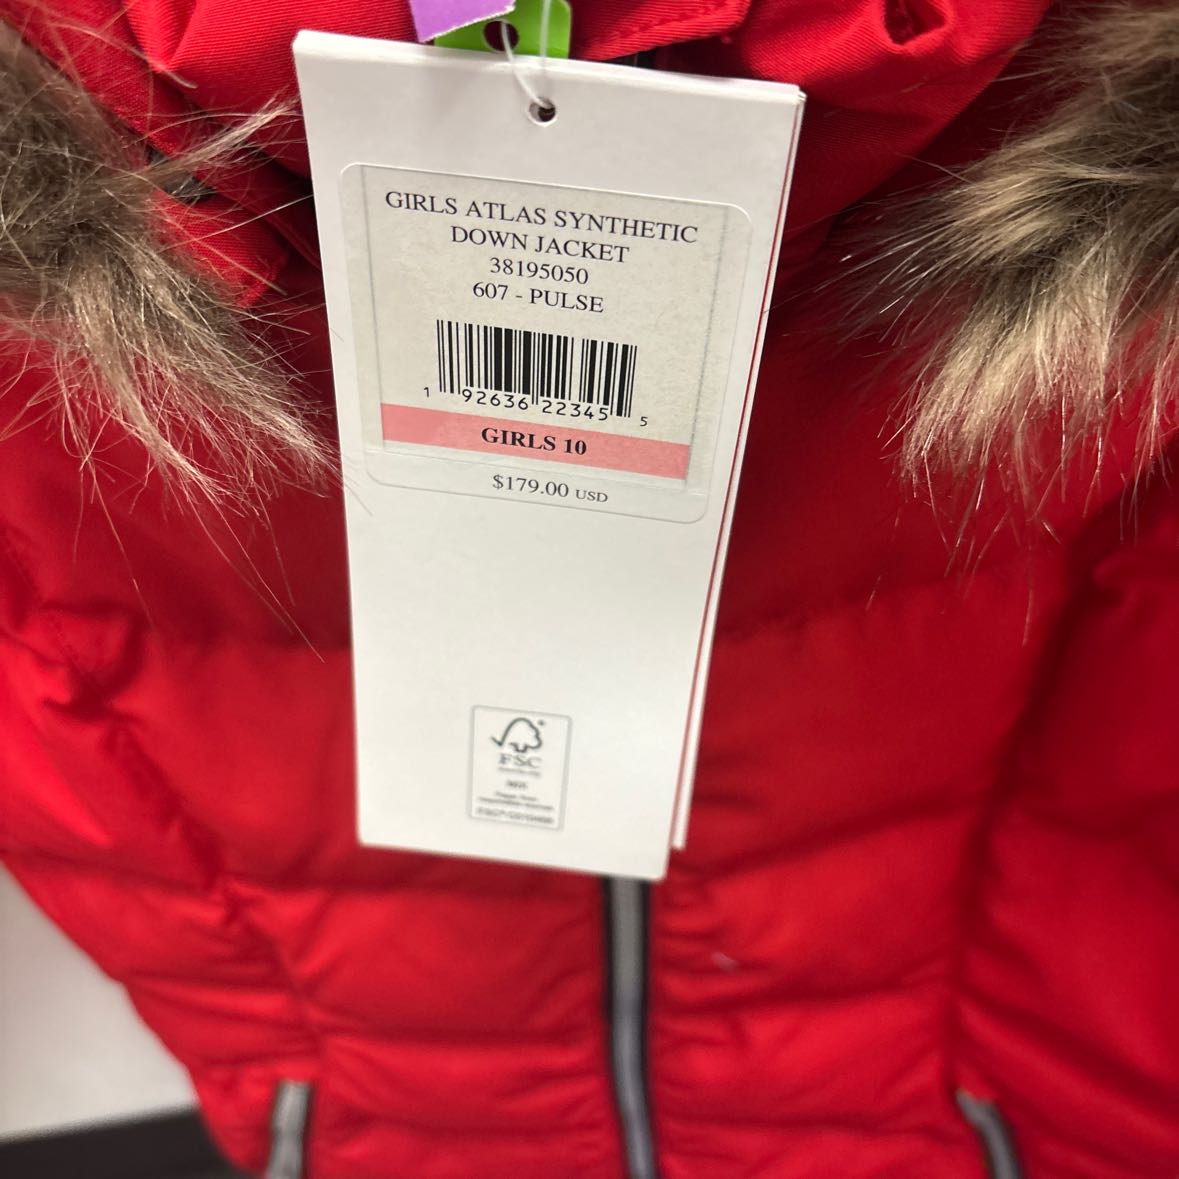 GIRLS ATLAS SYNTHETIC
DOWN JACKET
38195050
607 - PULSE
1 92636 22345 5
GIRLS 10
$179.00 USD
FSC